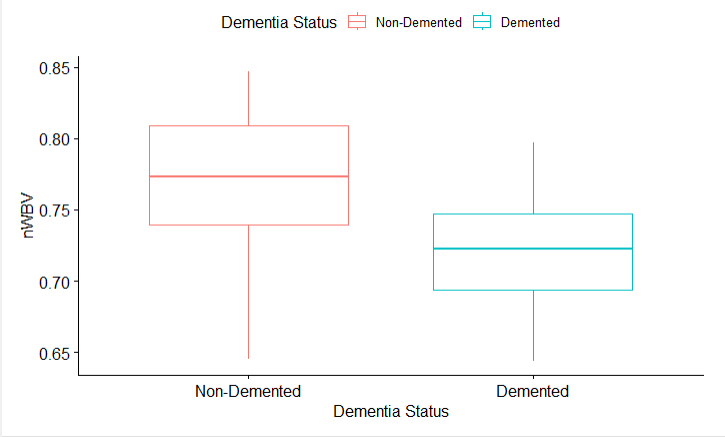 Dementia Status Non-Demented Demented
0.85
0.80
0.75
0.70
0.65
nWBV
Non-Demented Demented
Dementia Status